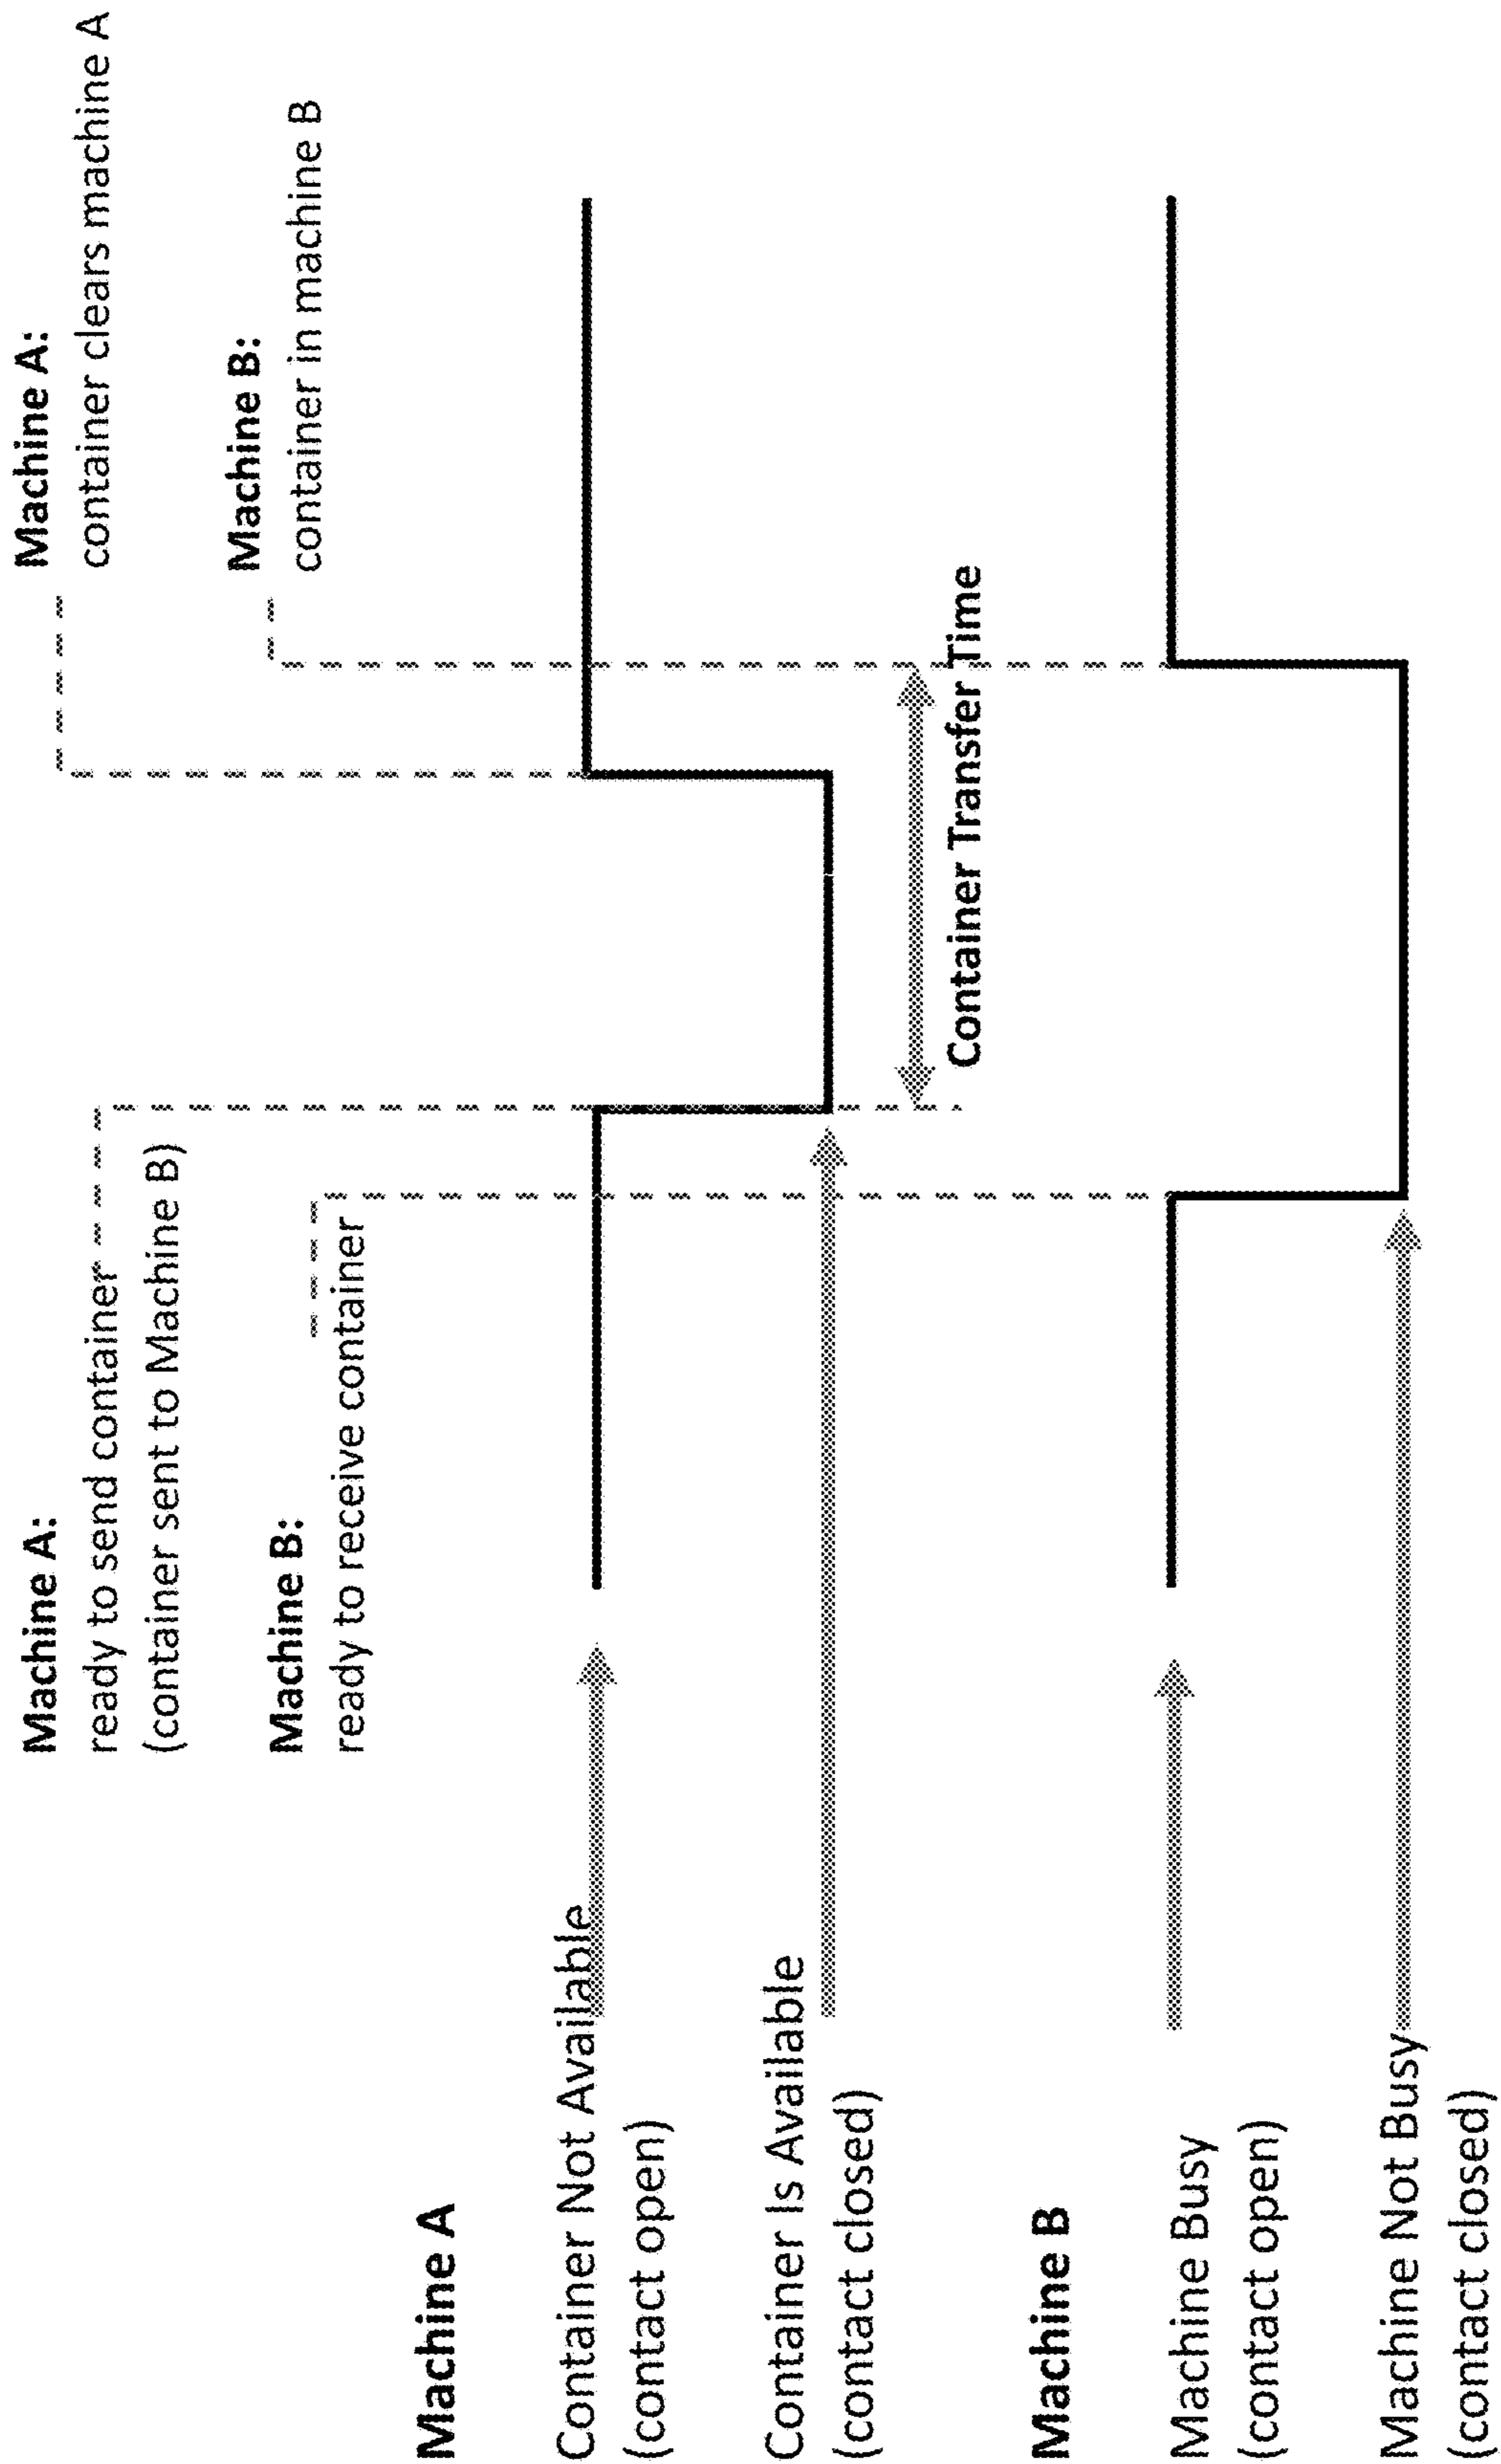 Machine A:
ready to send container
(container sent to Machine B)
Machine B:
ready to receive container
Machine A:
container clears machine A
Machine B:
container in machine B
Machine A
Container Not Available
(contact open)
Container Is Available
(contact closed)
Container Transfer Time
Machine B
Machine Busy
(contact open)
Machine Not Busy
(contact closed)